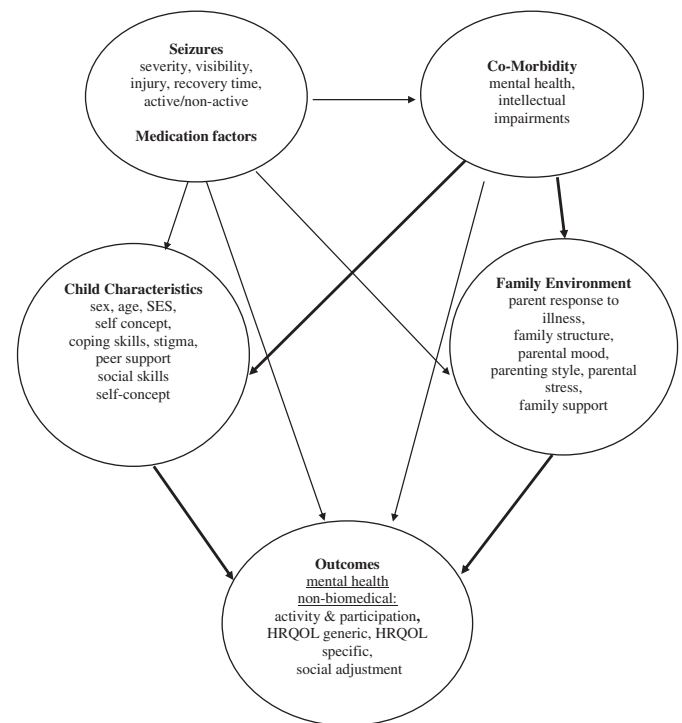 Seizures
severity, visibility,
injury, recovery time,
active/non-active
Medication factors
Co-Morbidity
mental health,
intellectual
impairments
Child Characteristics
sex, age, SES,
self concept,
coping skills, stigma,
peer support
social skills
self-concept
Family Environment
parent response to
illness,
family structure,
parental mood,
parenting style, parental
stress,
family support
Outcomes
mental health
non-biomedical:
activity & participation,
HRQOL generic, HRQOL
specific,
social adjustment